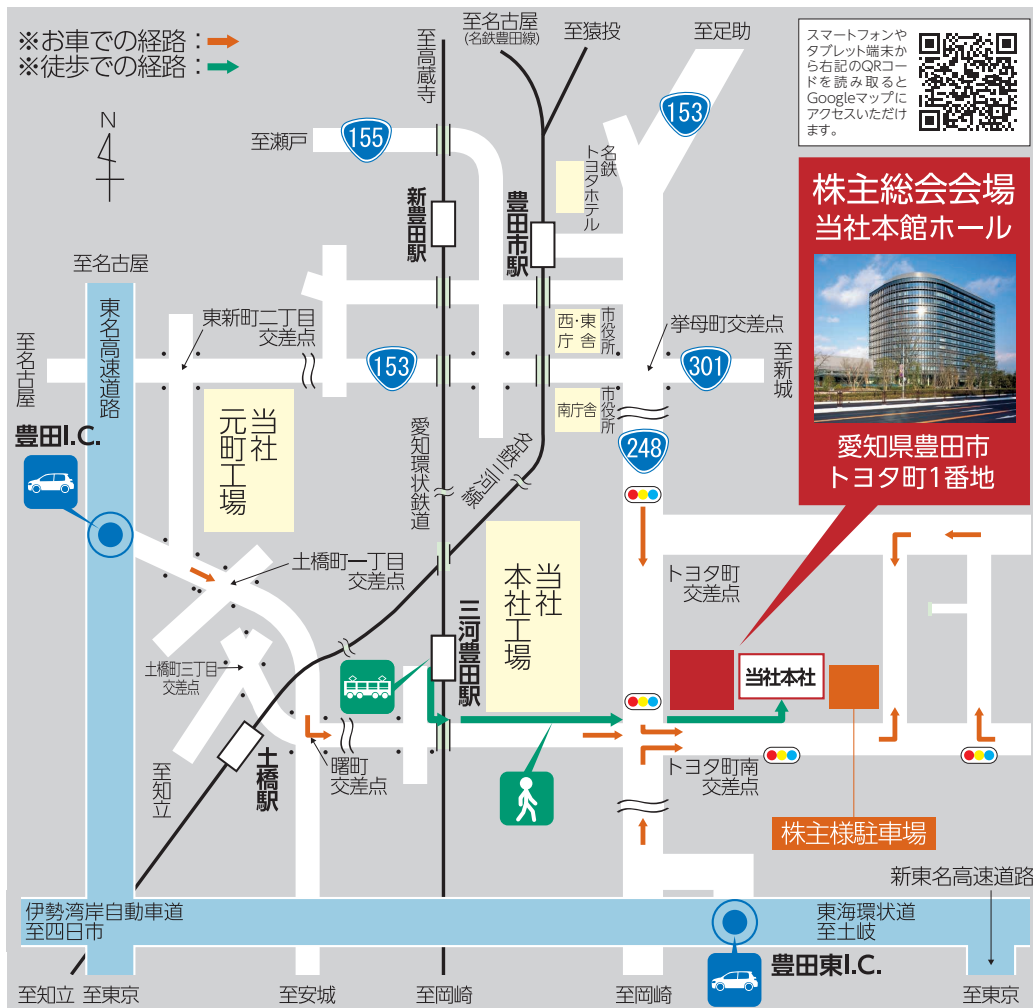 ※お車での経路：
※徒歩での経路：
N
至高蔵寺
至名古屋
(名鉄豊田線)
至猿投
至足助
スマートフォンや
タブレット端末か
ら右記のQRコー
ドを読み取ると
Googleマップに
アクセスいただけ
ます。
至瀬戸
155
153
名鉄
トヨタホテル
新豊田駅
豊田市駅
株主総会会場
当社本館ホール
愛知県豊田市
トヨタ町1番地
至名古屋
東名高速道路
至名古屋
東新町二丁目
交差点
153
西・東
庁舎
市役所
挙母町交差点
301
至新城
南庁舎
市役所
248
豊田I.C.
当社
元町工場
愛知環状鉄道
名鉄三河線
土橋町一丁目
交差点
当社
本社工場
トヨタ町
交差点
三河豊田駅
土橋町三丁目
交差点
当社本社
土橋駅
曙町
交差点
トヨタ町南
交差点
至知立
株主様駐車場
新東名高速道路
伊勢湾岸自動車道
至四日市
東海環状道
至土岐
豊田東I.C.
至知立
至東京
至安城
至岡崎
至岡崎
至東京